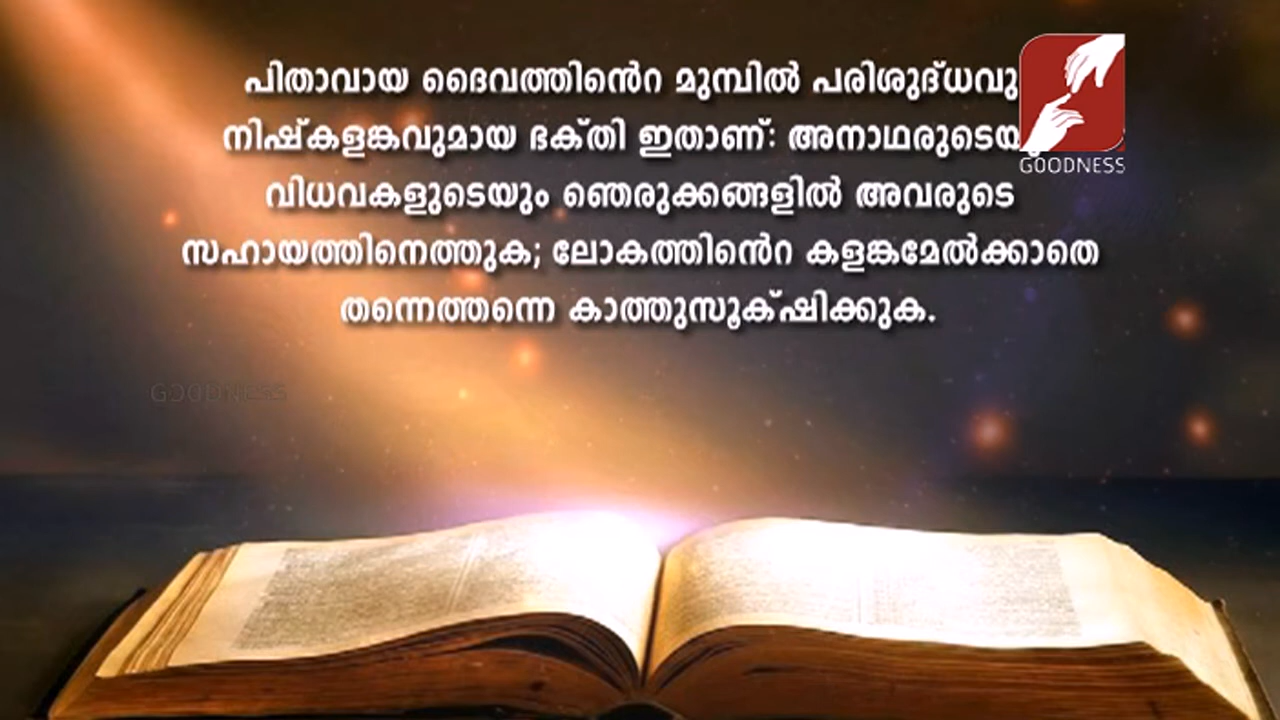 പിതാവായ ദൈവത്തിൻെറ മുമ്പിൽ പരിശുദ്ധവു
നിഷ്കളങ്കവുമായ ഭക്തി ഇതാണ്: അനാഥരുടെയു
വിധവകളുടെയും ഞെരുക്കങ്ങളിൽ അവരുടെ
സഹായത്തിനെത്തുക; ലോകത്തിൻെറ കളങ്കമേൽക്കാതെ
തന്നെത്തന്നെ കാത്തുസൂക്ഷിക്കുക.
GOODNESS
GOODNESS